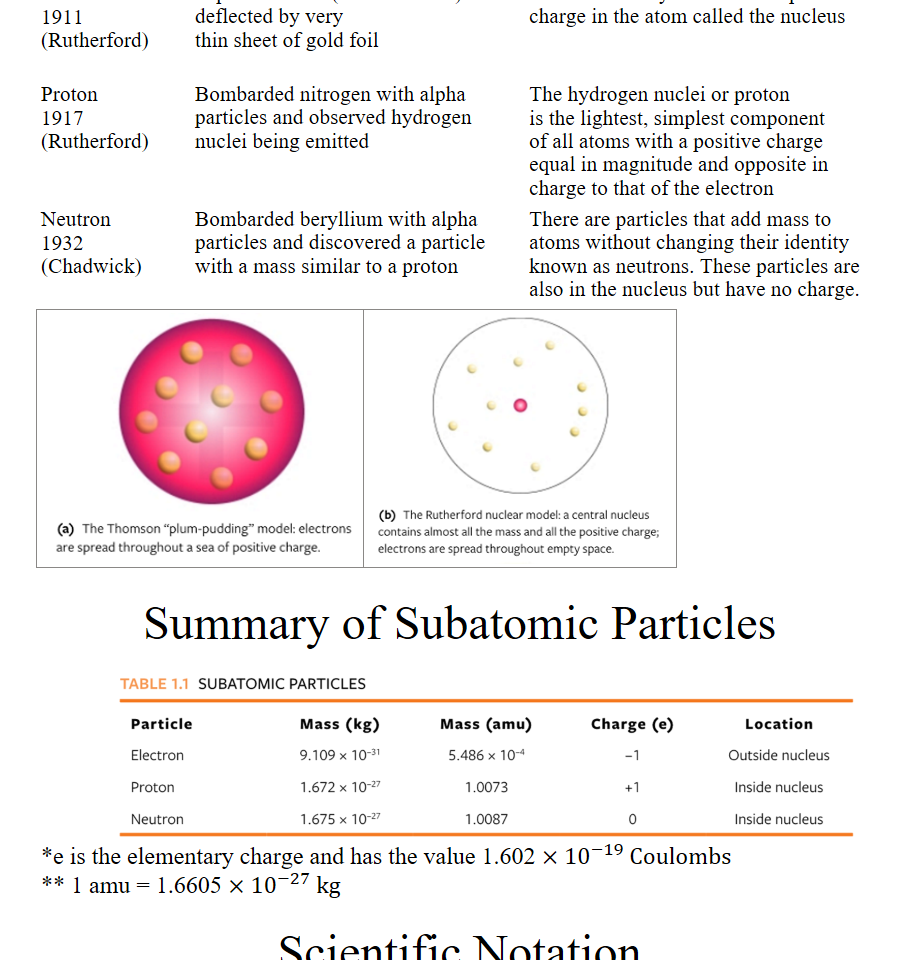 1911
(Rutherford)
deflected by very
thin sheet of gold foil
charge in the atom called the nucleus
Proton
1917
(Rutherford)
Bombarded nitrogen with alpha
particles and observed hydrogen
nuclei being emitted
The hydrogen nuclei or proton
is the lightest, simplest component
of all atoms with a positive charge
equal in magnitude and opposite in
charge to that of the electron
Neutron
1932
(Chadwick)
Bombarded beryllium with alpha
particles and discovered a particle
with a mass similar to a proton
There are particles that add mass to
atoms without changing their identity
known as neutrons. These particles are
also in the nucleus but have no charge.
(a) The Thomson “plum-pudding” model: electrons
are spread throughout a sea of positive charge.
(b) The Rutherford nuclear model: a central nucleus
contains almost all the mass and all the positive charge;
electrons are spread throughout empty space.
Summary of Subatomic Particles
TABLE 1.1 SUBATOMIC PARTICLES
Particle Mass (kg) Mass (amu) Charge (e) Location
Electron 9.109 × 10⁻³¹ 5.486 × 10⁻⁴ −1 Outside nucleus
Proton 1.672 × 10⁻²⁷ 1.0073 +1 Inside nucleus
Neutron 1.675 × 10⁻²⁷ 1.0087 0 Inside nucleus
*e is the elementary charge and has the value 1.602 × 10⁻¹⁹ Coulombs
** 1 amu = 1.6605 × 10⁻²⁷ kg
Scientific Notation